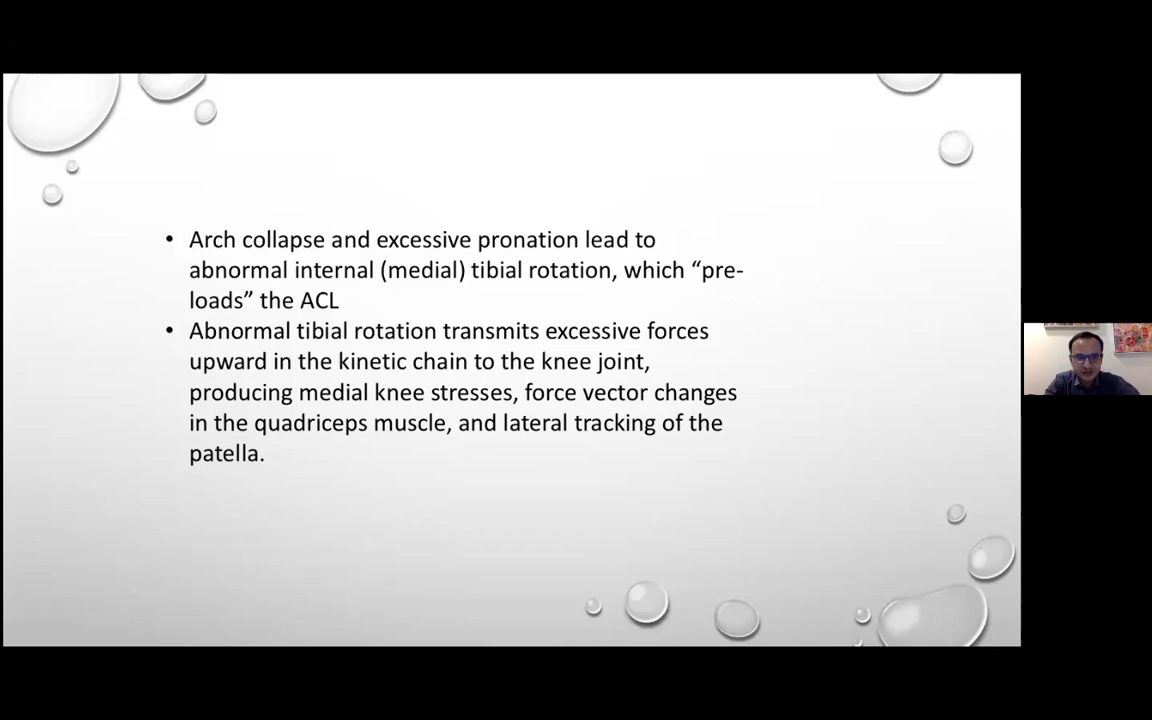 • Arch collapse and excessive pronation lead to
abnormal internal (medial) tibial rotation, which “pre-
loads” the ACL
• Abnormal tibial rotation transmits excessive forces
upward in the kinetic chain to the knee joint,
producing medial knee stresses, force vector changes
in the quadriceps muscle, and lateral tracking of the
patella.